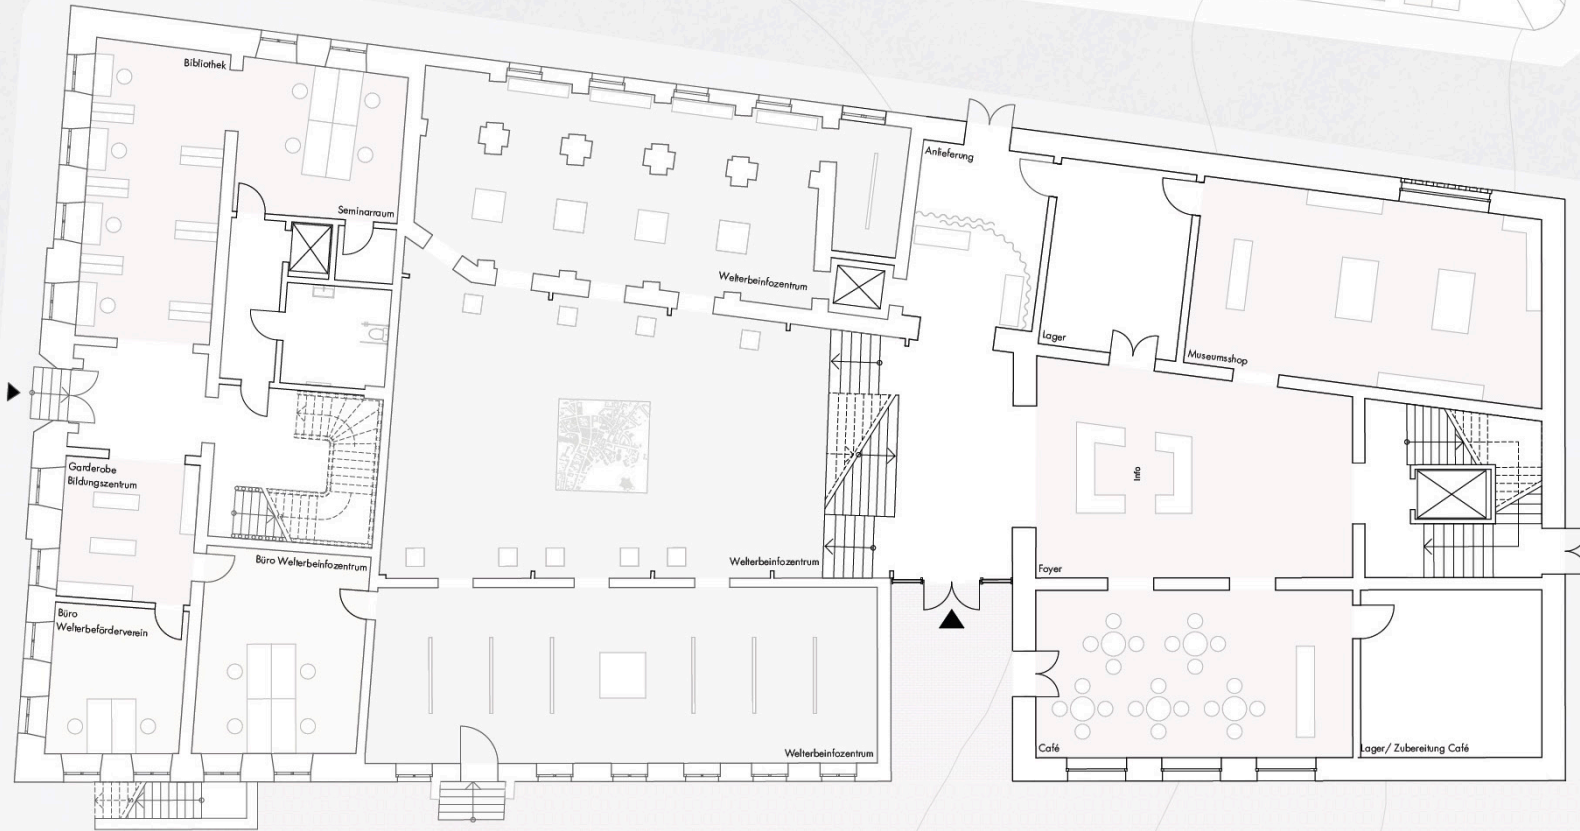 Bibliothek
Seminarraum
Anlieferung
Welterbeinfozentrum
Lager
Museumsshop
Garderobe
Bildungszentrum
Info
Büro Welterbeinfozentrum
Welterbeinfozentrum
Foyer
Büro
Welterbeförderverein
Welterbeinfozentrum
Café
Lager/ Zubereitung Café